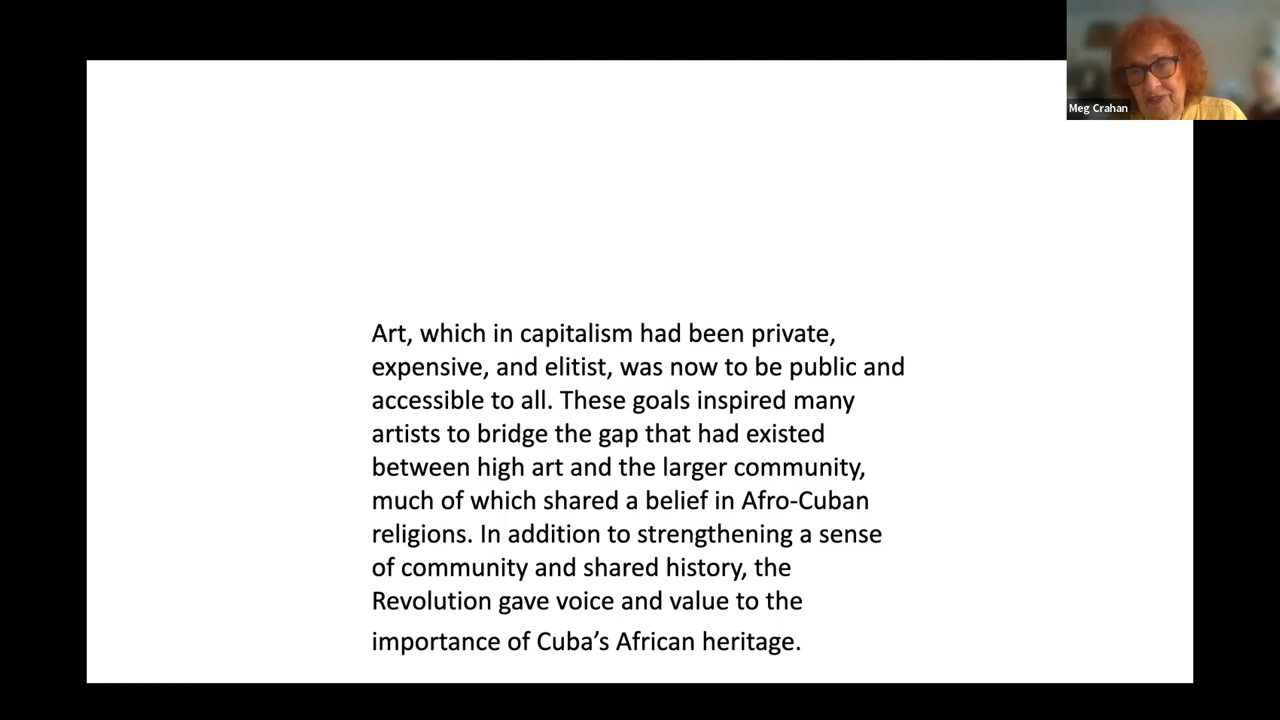 Meg Crahan
Art, which in capitalism had been private,
expensive, and elitist, was now to be public and
accessible to all. These goals inspired many
artists to bridge the gap that had existed
between high art and the larger community,
much of which shared a belief in Afro-Cuban
religions. In addition to strengthening a sense
of community and shared history, the
Revolution gave voice and value to the
importance of Cuba’s African heritage.